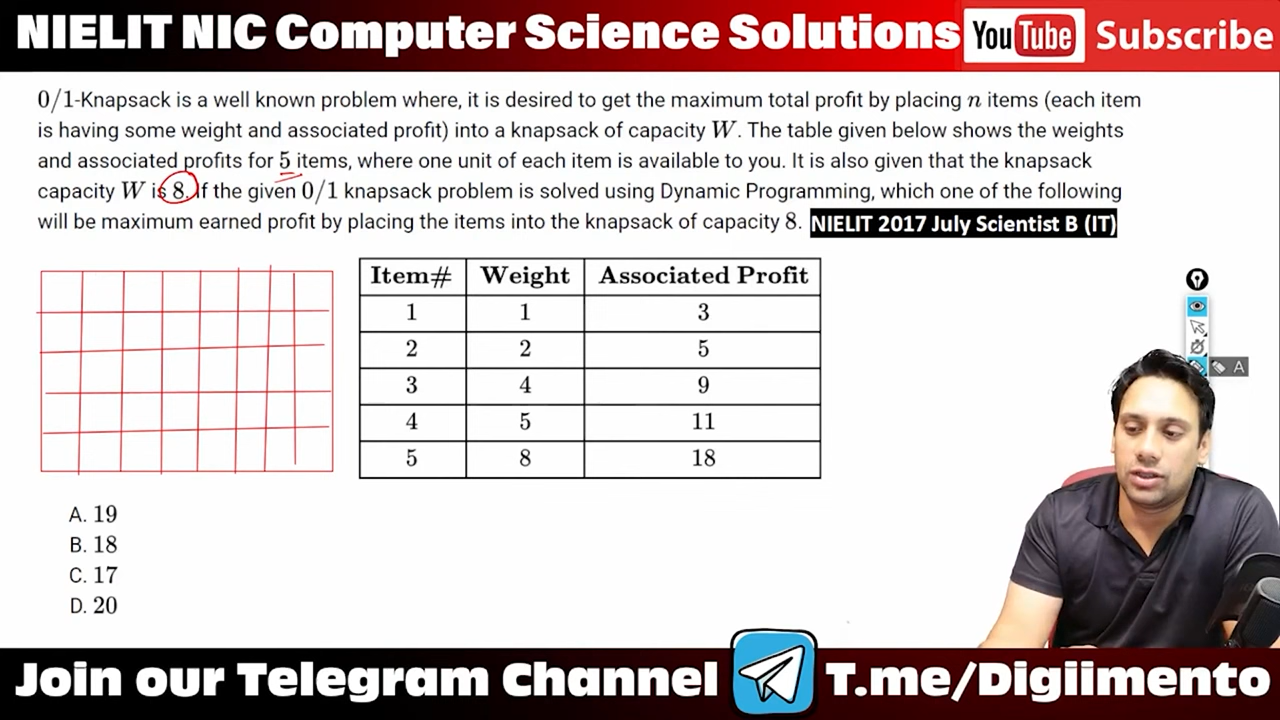 NIELIT NIC Computer Science Solutions YouTube Subscribe
0/1-Knapsack is a well known problem where, it is desired to get the maximum total profit by placing n items (each item
is having some weight and associated profit) into a knapsack of capacity W. The table given below shows the weights
and associated profits for 5 items, where one unit of each item is available to you. It is also given that the knapsack
capacity W is 8. If the given 0/1 knapsack problem is solved using Dynamic Programming, which one of the following
will be maximum earned profit by placing the items into the knapsack of capacity 8. NIELIT 2017 July Scientist B (IT)
Item# Weight Associated Profit
1 1 3
2 2 5
3 4 9
4 5 11
5 8 18
A
A. 19
B. 18
C. 17
D. 20
Join our Telegram Channel T.me/Digiimento